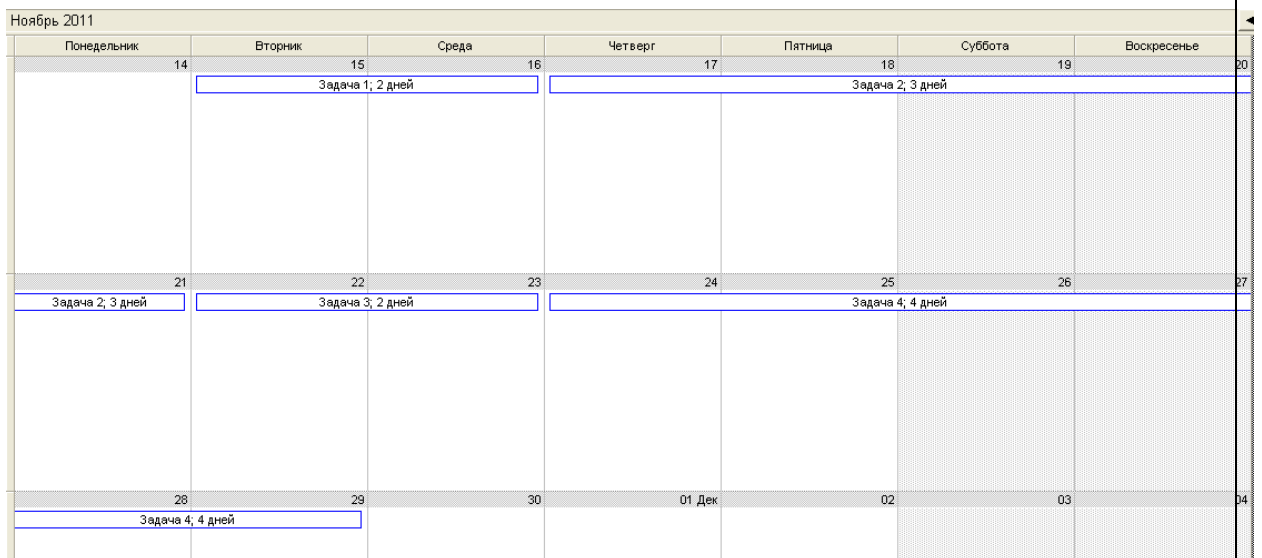 Ноябрь 2011
Понедельник Вторник Среда Четверг Пятница Суббота Воскресенье
14 15 16 17 18 19 20
Задача 1; 2 дней Задача 2; 3 дней
21 22 23 24 25 26 27
Задача 2; 3 дней Задача 3; 2 дней Задача 4; 4 дней
28 29 30 01 Дек 02 03 04
Задача 4; 4 дней